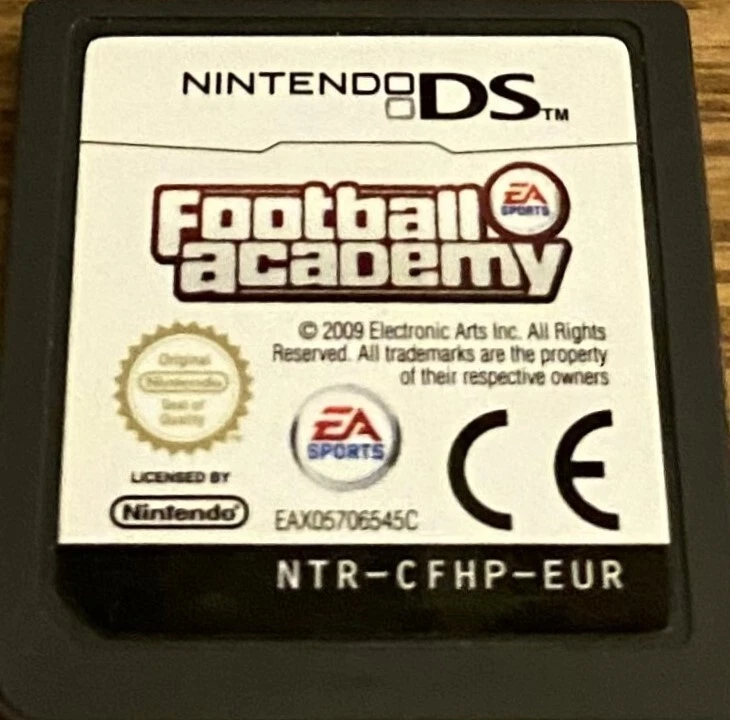 NINTENDO DS™
Football
academy
EA
SPORTS
© 2009 Electronic Arts Inc. All Rights
Reserved. All trademarks are the property
of their respective owners
Original
Nintendo
Seal of
Quality
™
EA
SPORTS
CE
LICENSED BY
Nintendo®
EAX05706545C
NTR-CFHP-EUR